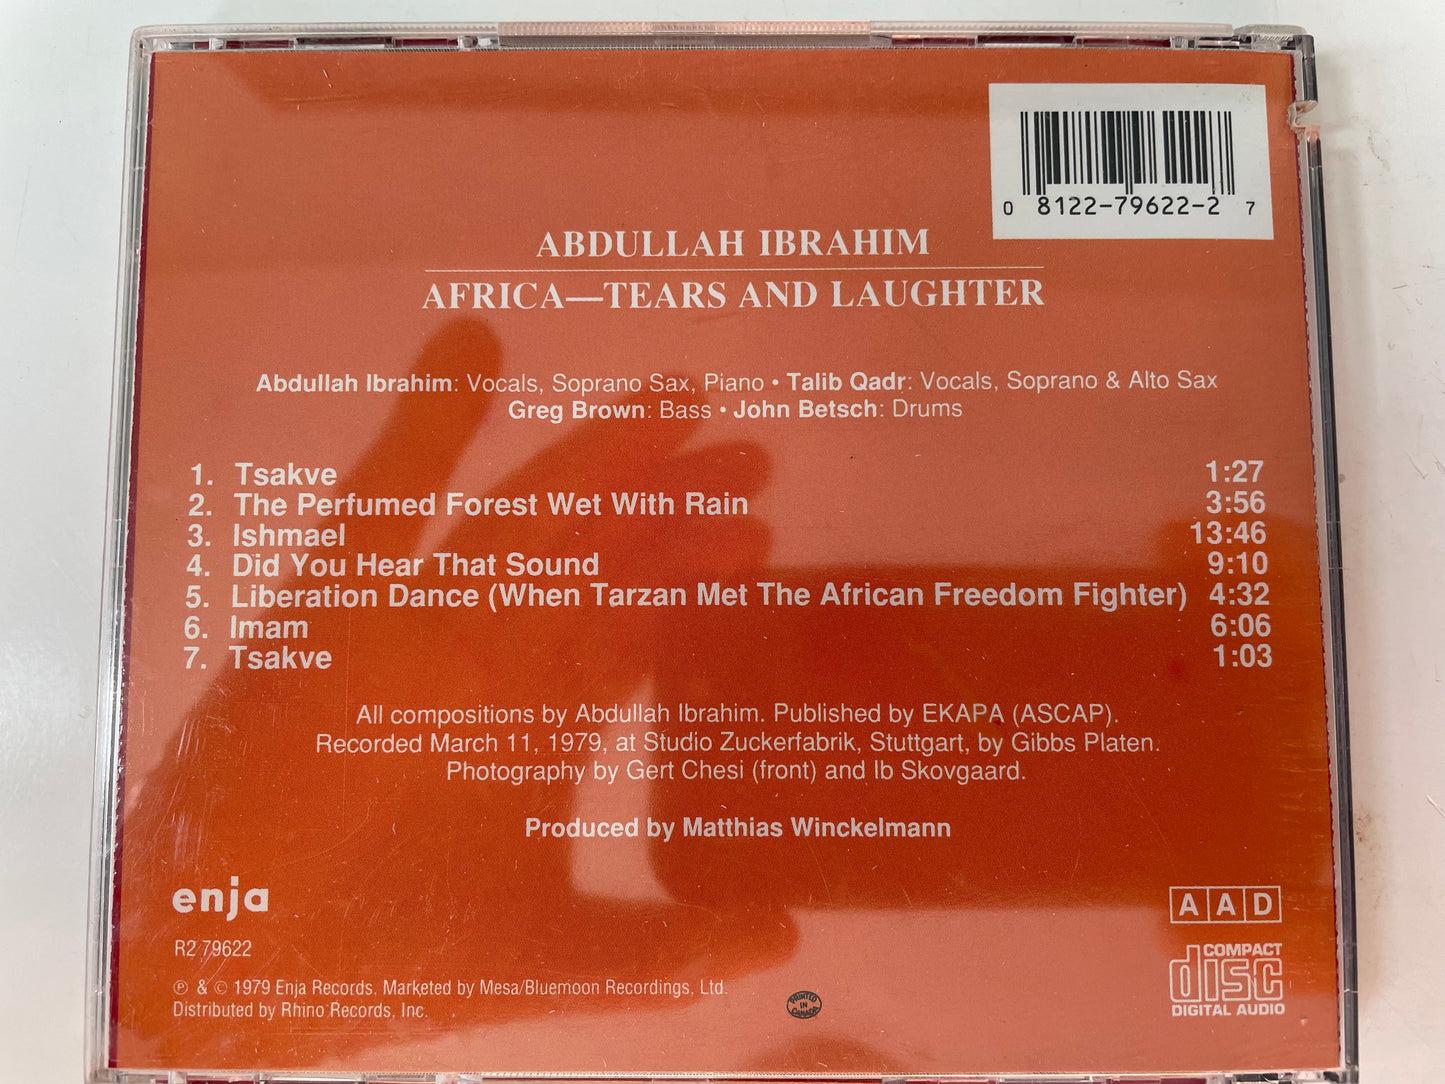 0 8122-79622-2 7
ABDULLAH IBRAHIM
AFRICA—TEARS AND LAUGHTER
Abdullah Ibrahim: Vocals, Soprano Sax, Piano • Talib Qadr: Vocals, Soprano & Alto Sax
Greg Brown: Bass • John Betsch: Drums
1. Tsakve 1:27
2. The Perfumed Forest Wet With Rain 3:56
3. Ishmael 13:46
4. Did You Hear That Sound 9:10
5. Liberation Dance (When Tarzan Met The African Freedom Fighter) 4:32
6. Imam 6:06
7. Tsakve 1:03
All compositions by Abdullah Ibrahim. Published by EKAPA (ASCAP).
Recorded March 11, 1979, at Studio Zuckerfabrik, Stuttgart, by Gibbs Platen.
Photography by Gert Chesi (front) and Ib Skovgaard.
Produced by Matthias Winckelmann
enja
AAD
R2 79622
COMPACT
disc
DIGITAL AUDIO
℗ & © 1979 Enja Records. Marketed by Mesa/Bluemoon Recordings, Ltd.
Distributed by Rhino Records, Inc.
PRINTED
IN
CANADA